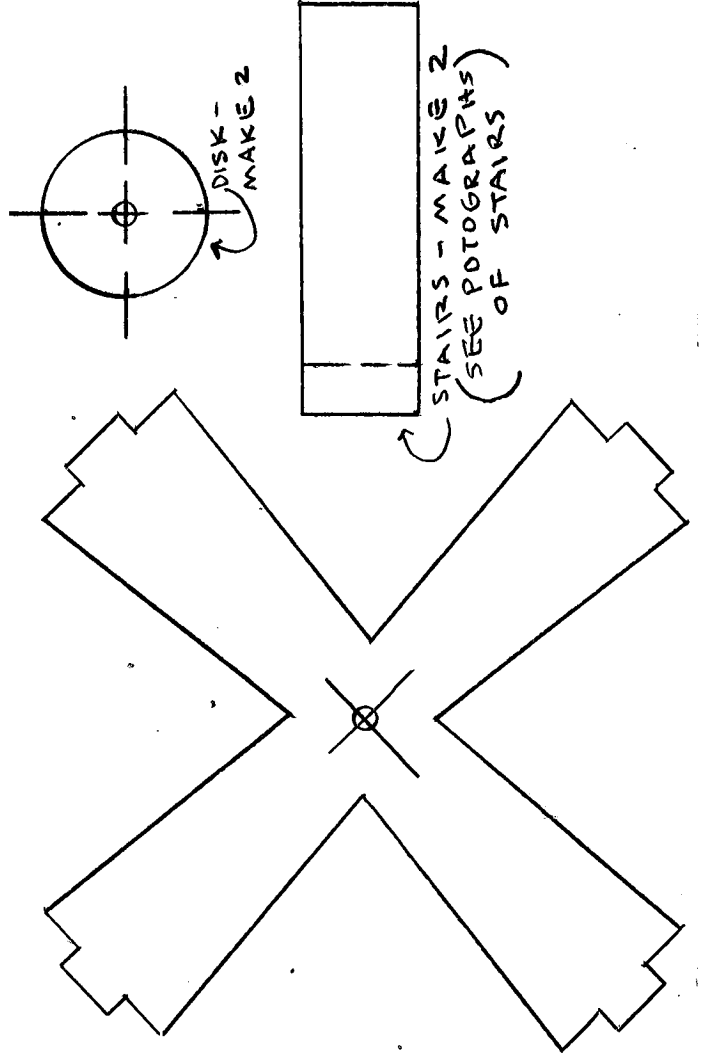 DISK -
MAKE 2
STAIRS - MAKE 2
(SEE POTOGRAPHS
OF STAIRS)